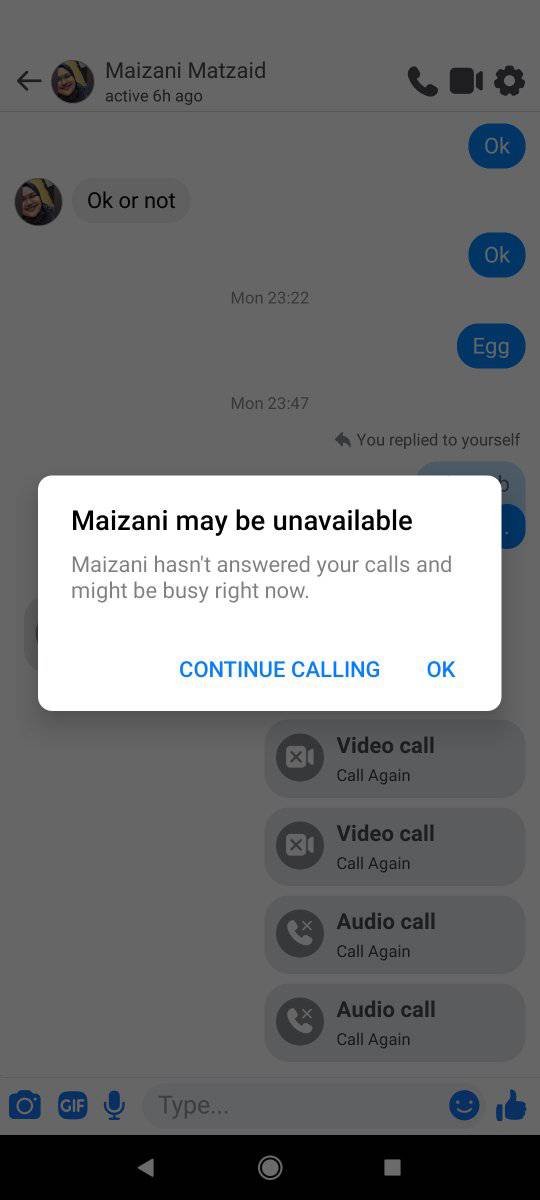 Maizani Matzaid
active 6h ago
Ok
Ok or not
Ok
Mon 23:22
Egg
Mon 23:47
You replied to yourself
b
.
Maizani may be unavailable
Maizani hasn't answered your calls and
might be busy right now.
CONTINUE CALLING OK
Video call
Call Again
Video call
Call Again
Audio call
Call Again
Audio call
Call Again
GIF Type...